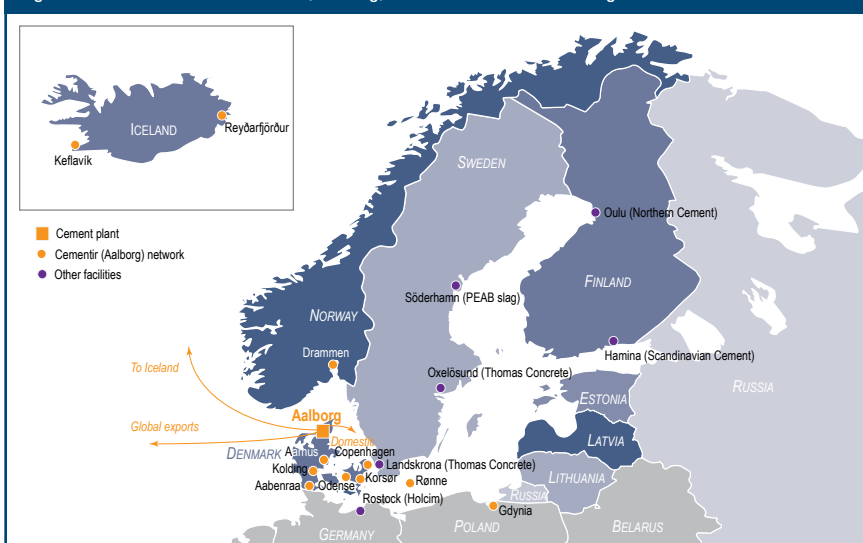 ICELAND
Reyðarfjörður
Keflavík
Cement plant
Cementir (Aalborg) network
Other facilities
SWEDEN
Oulu (Northern Cement)
FINLAND
Söderhamn (PEAB slag)
NORWAY
Drammen
Hamina (Scandinavian Cement)
To Iceland
Oxelösund (Thomas Concrete)
RUSSIA
ESTONIA
Aalborg
Global exports
Domestic
LATVIA
DENMARK
Aarhus
Copenhagen
Landskrona (Thomas Concrete)
Kolding
Korsør
Rønne
LITHUANIA
Aabenraa
Odense
RUSSIA
Rostock (Holcim)
Gdynia
GERMANY
POLAND
BELARUS